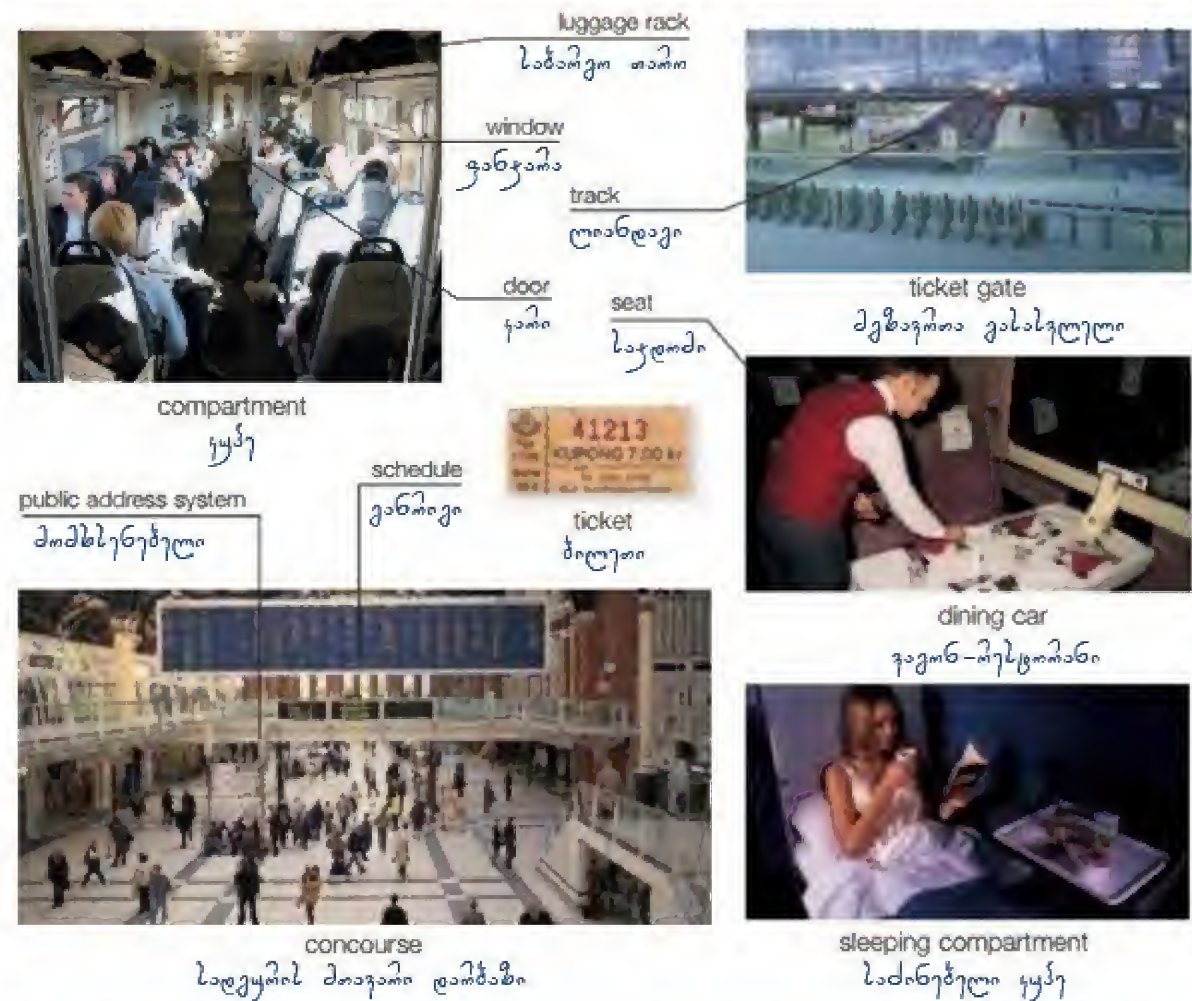 luggage rack
საბარგო თარო
window
ფანჯარა
track
ლიანდაგი
door
კარი
ticket gate
მგზავრთა გასასვლელი
seat
საჯდომი
compartment
კუპე
41213
KUPONG 7,00 kr
ticket
ბილეთი
schedule
განრიგი
public address system
მომხსენებელი
dining car
ვაგონ-რესტორანი
concourse
სადგურის მთავარი დარბაზი
sleeping compartment
საძინებელი კუპე